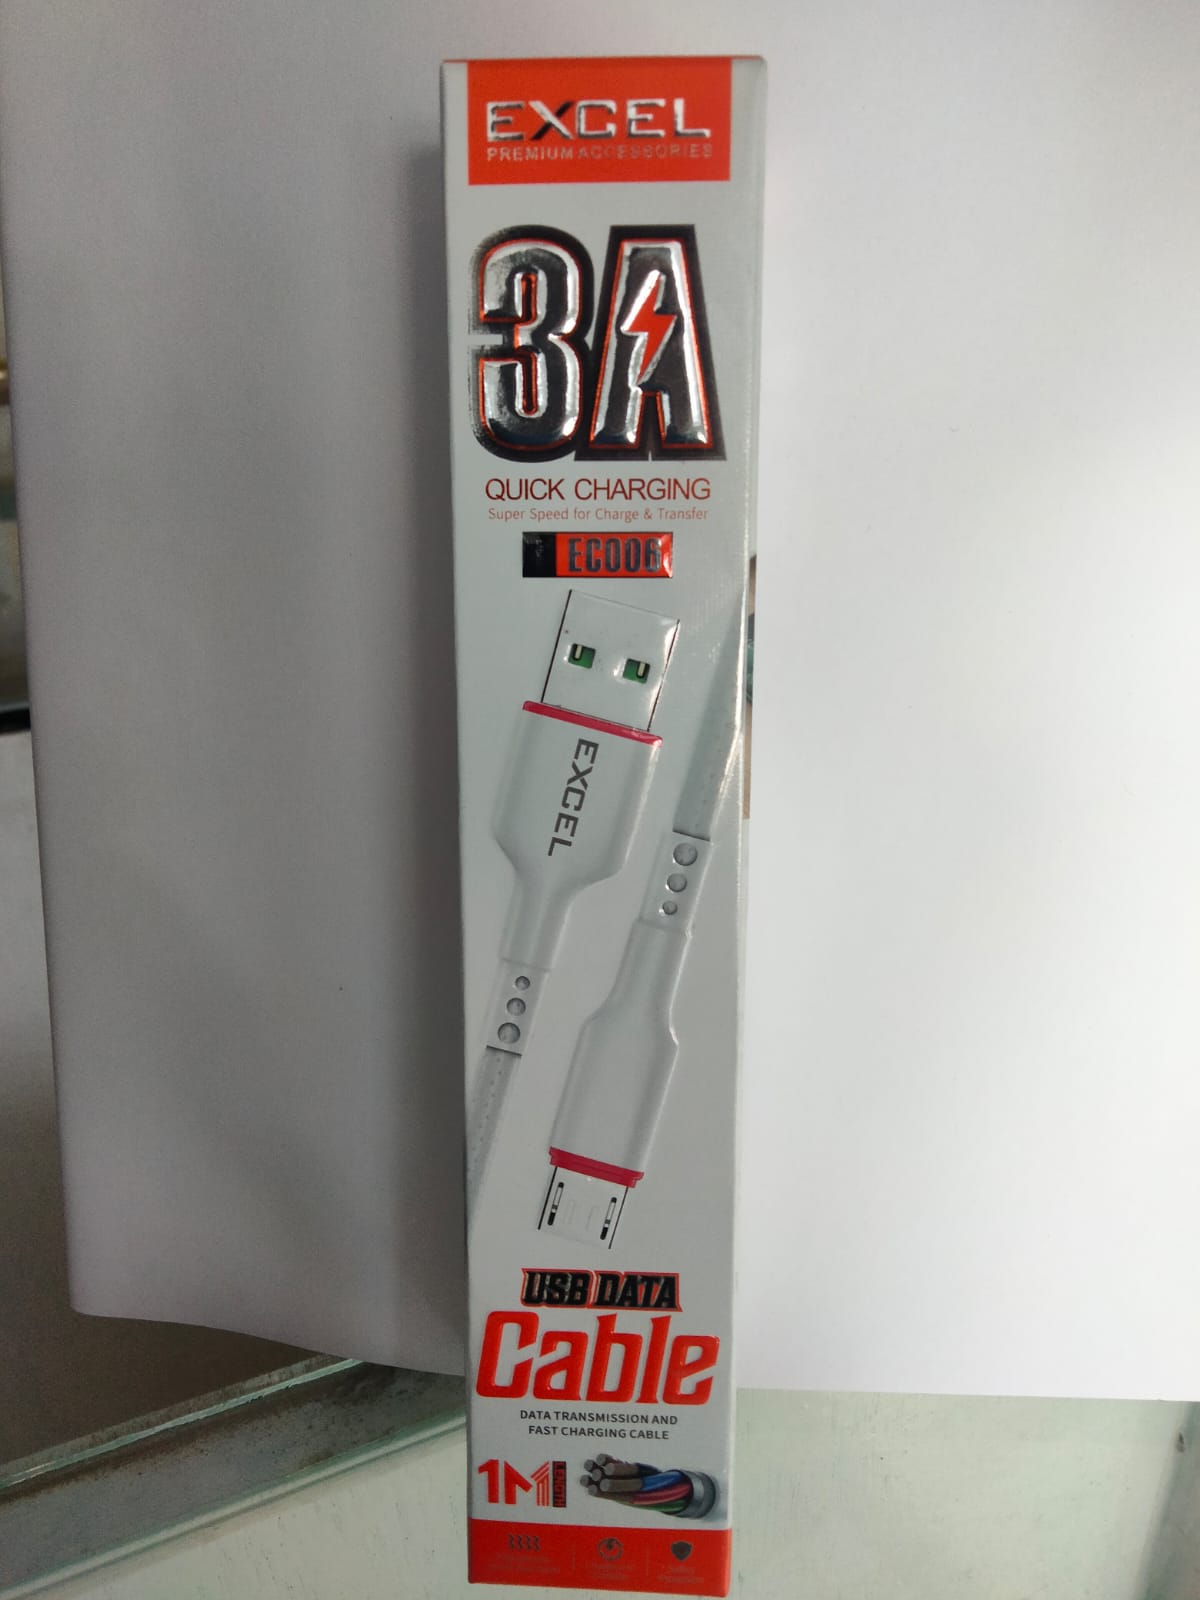 EXCEL
PREMIUM ACCESSORIES
3A
QUICK CHARGING
Super Speed for Charge & Transfer
EC006
EXCEL
USB DATA
Cable
DATA TRANSMISSION AND
FAST CHARGING CABLE
1M LENGTH